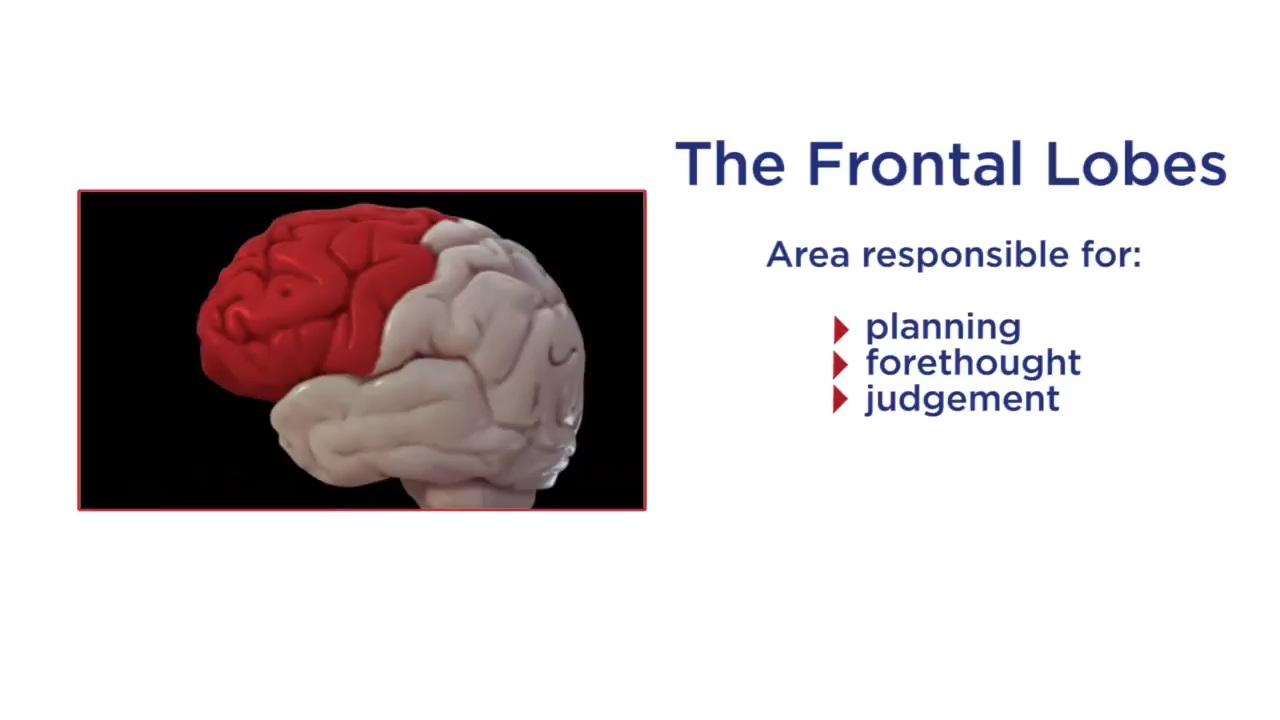 The Frontal Lobes
Area responsible for:
planning
forethought
judgement